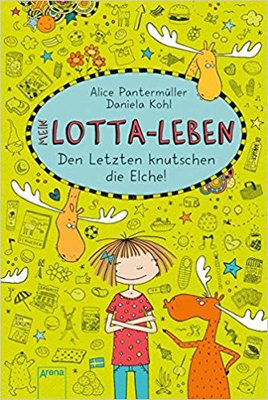 Alice Pantermüller
Daniela Kohl
MEIN
LOTTA-LEBEN
Den Letzten knutschen
die Elche!
Arena